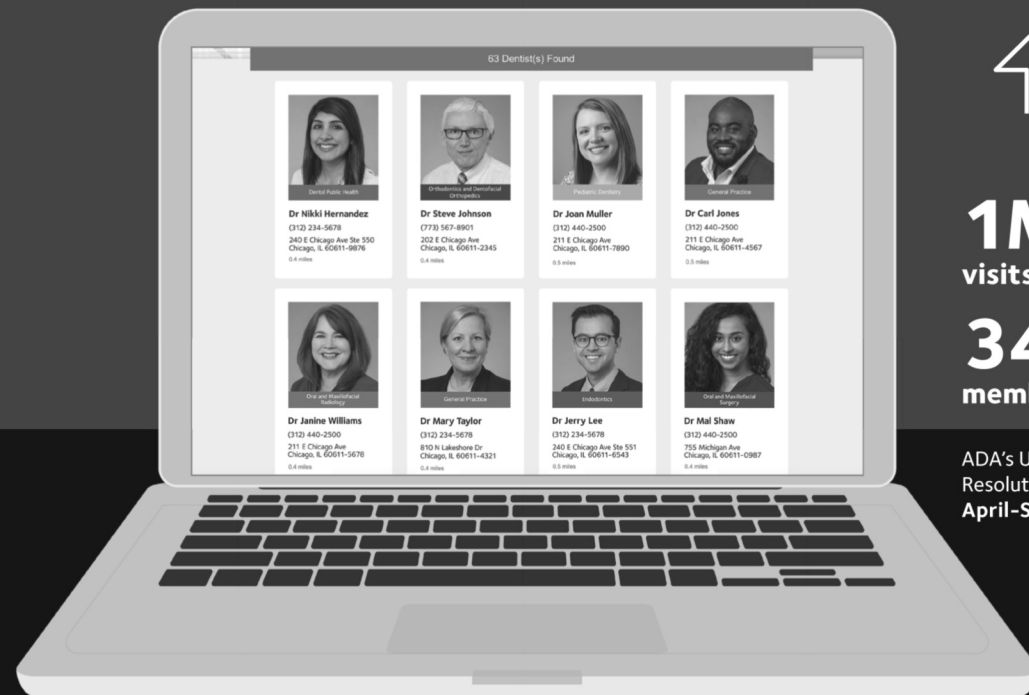 63 Dentist(s) Found
Dental Public Health
Dr Nikki Hernandez
(312) 234-5678
240 E Chicago Ave Ste 550
Chicago, IL 60611-9876
0.4 miles
Orthodontics and Dentofacial
Orthopedics
Dr Steve Johnson
(773) 567-8901
202 E Chicago Ave
Chicago, IL 60611-2345
0.4 miles
Pediatric Dentistry
Dr Joan Muller
(312) 440-2500
211 E Chicago Ave
Chicago, IL 60611-7890
0.5 miles
General Practice
Dr Carl Jones
(312) 440-2500
211 E Chicago Ave
Chicago, IL 60611-4567
0.5 miles
Oral and Maxillofacial
Radiology
Dr Janine Williams
(312) 440-2500
211 E Chicago Ave
Chicago, IL 60611-5678
0.4 miles
General Practice
Dr Mary Taylor
(312) 234-5678
810 N Lakeshore Dr
Chicago, IL 60611-4321
0.4 miles
Endodontics
Dr Jerry Lee
(312) 234-5678
240 E Chicago Ave Ste 551
Chicago, IL 60611-6543
0.5 miles
Oral and Maxillofacial
Surgery
Dr Mai Shaw
(312) 440-2500
755 Michigan Ave
Chicago, IL 60611-0987
0.4 miles
1M
visits
34
mem
ADA's U
Resolut
April-S